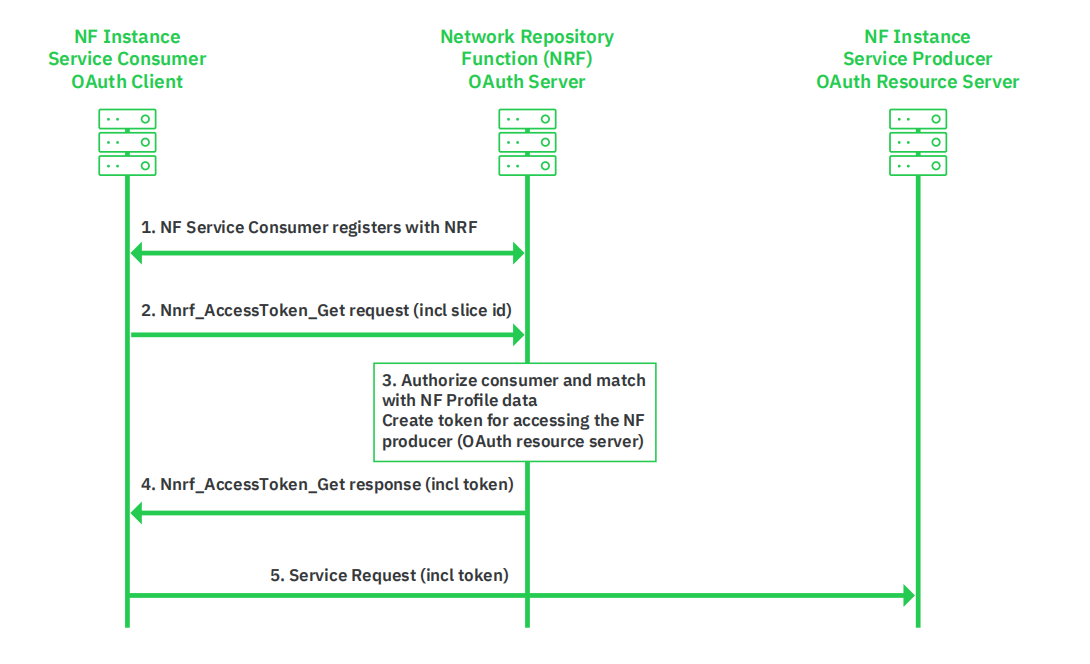 NF Instance
Service Consumer
OAuth Client
Network Repository
Function (NRF)
OAuth Server
NF Instance
Service Producer
OAuth Resource Server
1. NF Service Consumer registers with NRF
2. Nnrf_AccessToken_Get request (incl slice id)
3. Authorize consumer and match
with NF Profile data
Create token for accessing the NF
producer (OAuth resource server)
4. Nnrf_AccessToken_Get response (incl token)
5. Service Request (incl token)